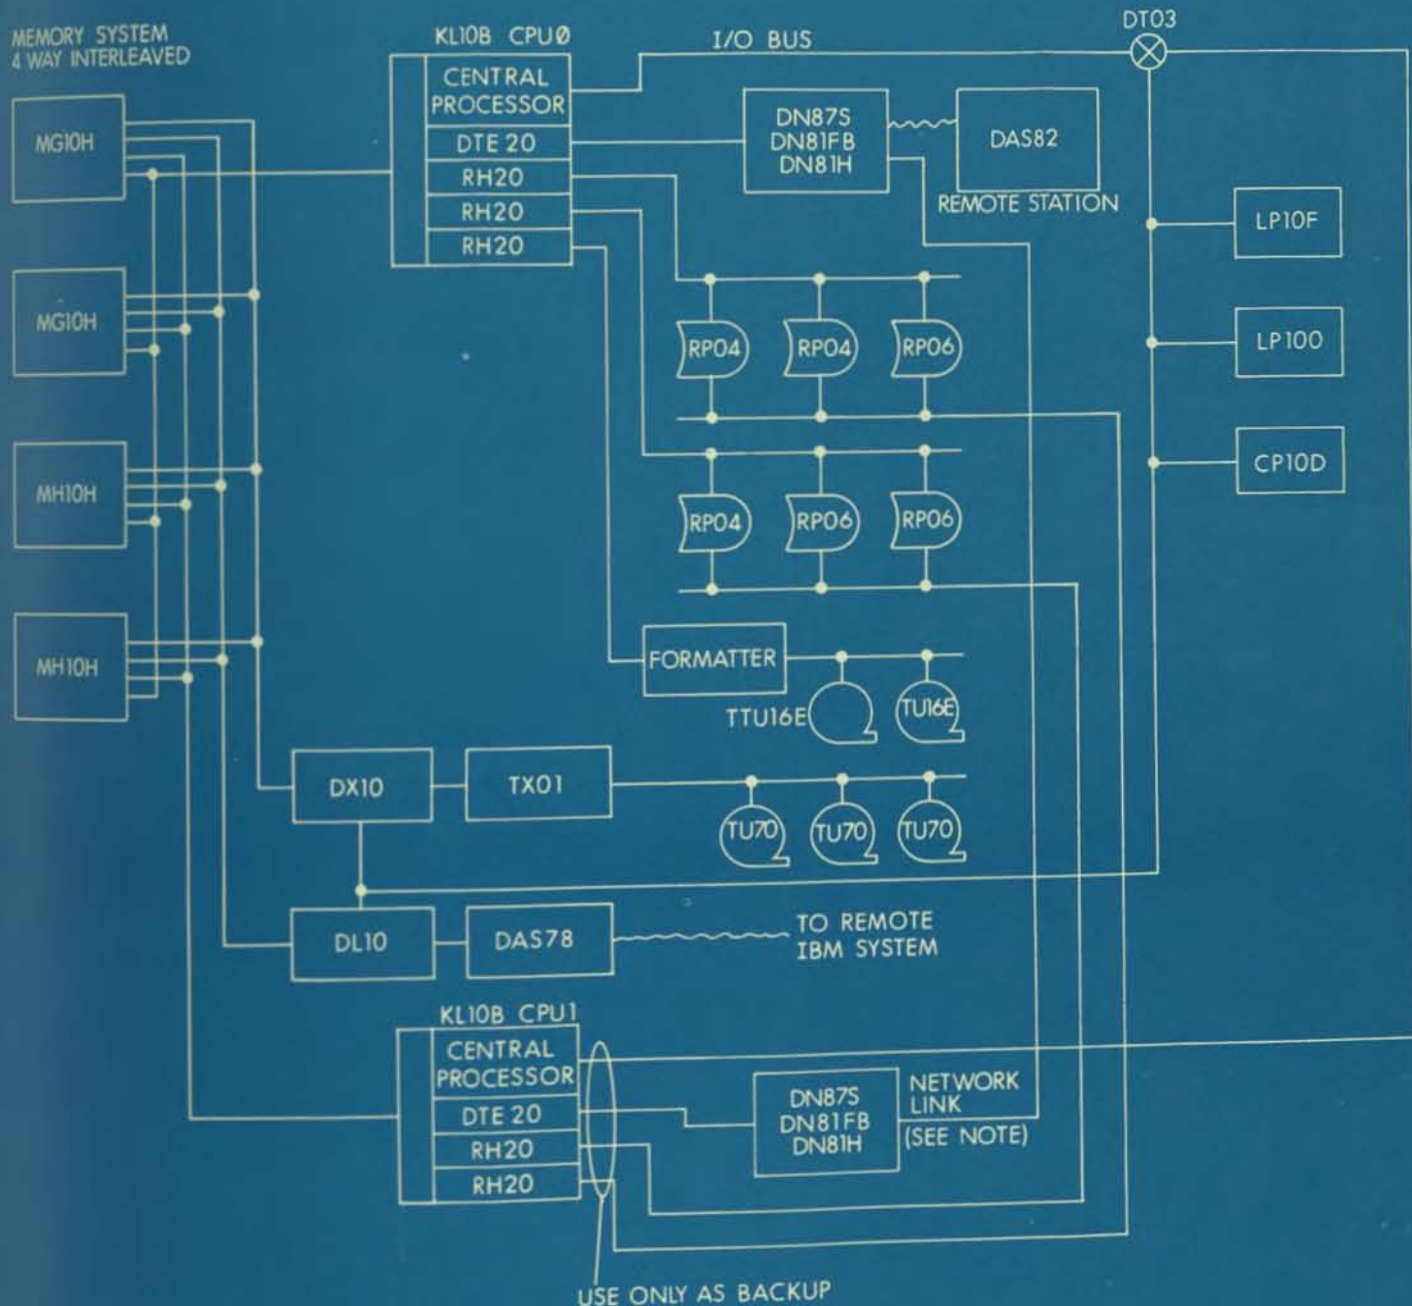 MEMORY SYSTEM
4 WAY INTERLEAVED
MG10H
MG10H
MH10H
MH10H
KL10B CPUØ
CENTRAL
PROCESSOR
DTE 20
RH20
RH20
RH20
I/O BUS
DT03
DN87S
DN81FB
DN81H
DAS82
REMOTE STATION
LP10F
LP100
CP10D
RP04
RP04
RP06
RP04
RP06
RP06
FORMATTER
TTU16E
TU16E
DX10
TX01
TU70
TU70
TU70
DL10
DAS78
TO REMOTE
IBM SYSTEM
KL10B CPU1
CENTRAL
PROCESSOR
DTE 20
RH20
RH20
DN87S
DN81FB
DN81H
NETWORK
LINK
(SEE NOTE)
USE ONLY AS BACKUP